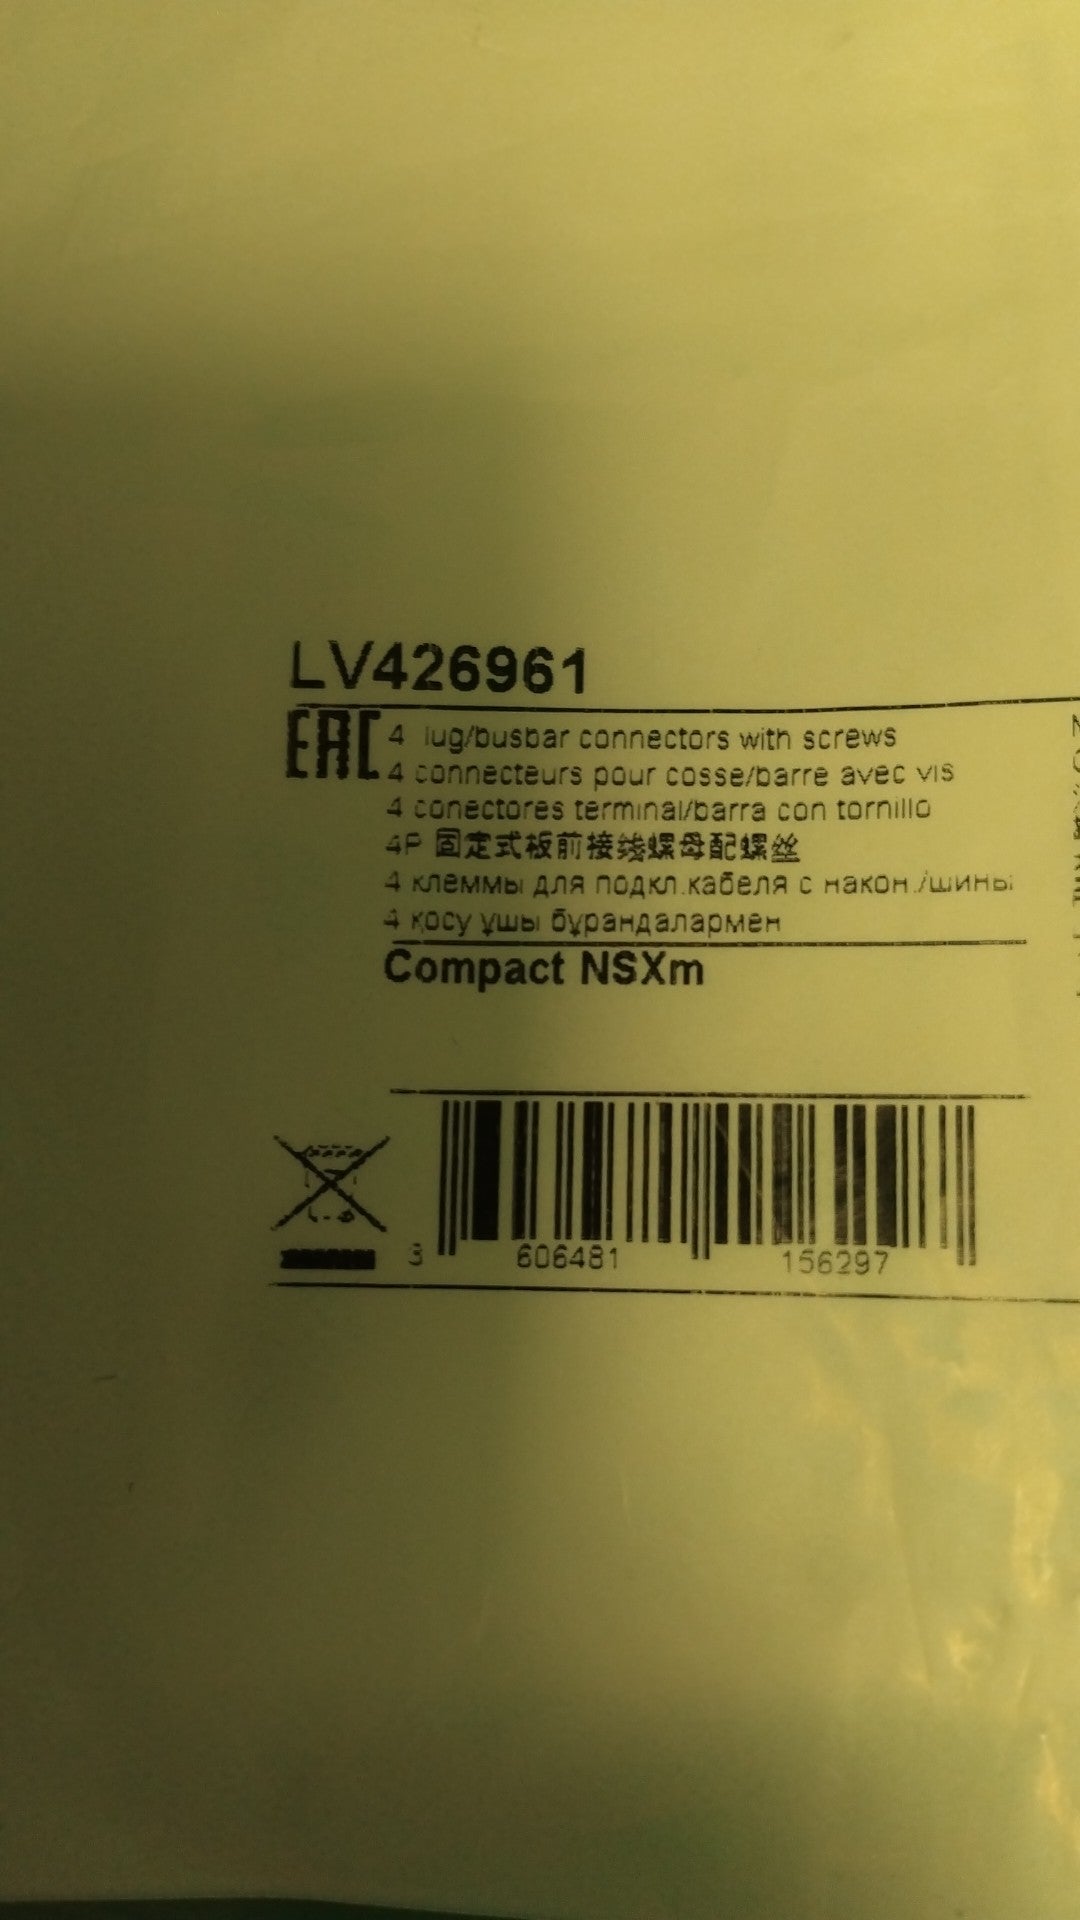 LV426961
EAC
4 lug/busbar connectors with screws
4 connecteurs pour cosse/barre avec vis
4 conectores terminal/barra con tornillo
4P 固定式板前接线螺母配螺丝
4 клеммы для подкл.кабеля с након./шины
4 қосу ұшы бұрандалармен
Compact NSXm
3 606481 156297